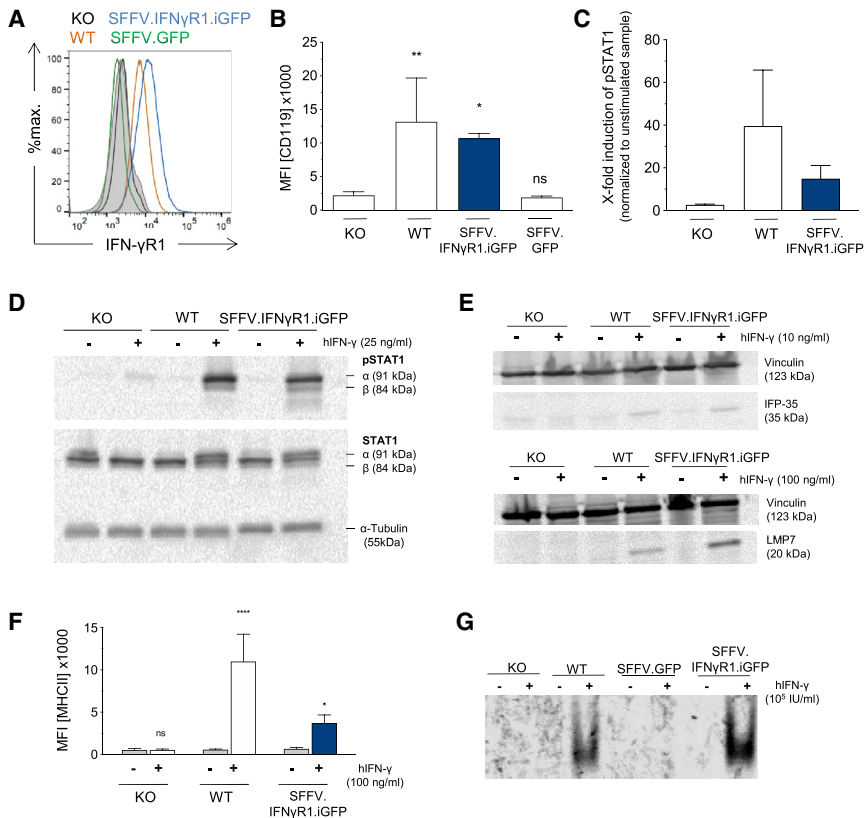 A
KO SFFV.IFNγR1.iGFP
WT SFFV.GFP
%max.
100
80
60
40
20
0
10² 10³ 10⁴ 10⁵ 10⁶
IFN-γR1
B
MFI [CD119] x1000
25
20
15
10
5
0
**
*
ns
KO
WT
SFFV.
IFNγR1.iGFP
SFFV.
GFP
C
X-fold induction of pSTAT1
(normalized to unstimulated sample)
80
60
40
20
0
KO
WT
SFFV.
IFNγR1.iGFP
D
KO WT SFFV.IFNγR1.iGFP
- + - + - + hIFN-γ (25 ng/ml)
pSTAT1
α (91 kDa)
β (84 kDa)
STAT1
α (91 kDa)
β (84 kDa)
α-Tubulin
(55kDa)
E
KO WT SFFV.IFNγR1.iGFP
- + - + - + hIFN-γ (10 ng/ml)
Vinculin
(123 kDa)
IFP-35
(35 kDa)
KO WT SFFV.IFNγR1.iGFP
- + - + - + hIFN-γ (100 ng/ml)
Vinculin
(123 kDa)
LMP7
(20 kDa)
F
MFI [MHCII] x1000
15
10
5
0
ns
****
*
- + - + - + hIFN-γ
(100 ng/ml)
KO
WT
SFFV.
IFNγR1.iGFP
G
KO WT SFFV.GFP SFFV.
IFNγR1.iGFP
- + - + - + - + hIFN-γ
(10⁵ IU/ml)